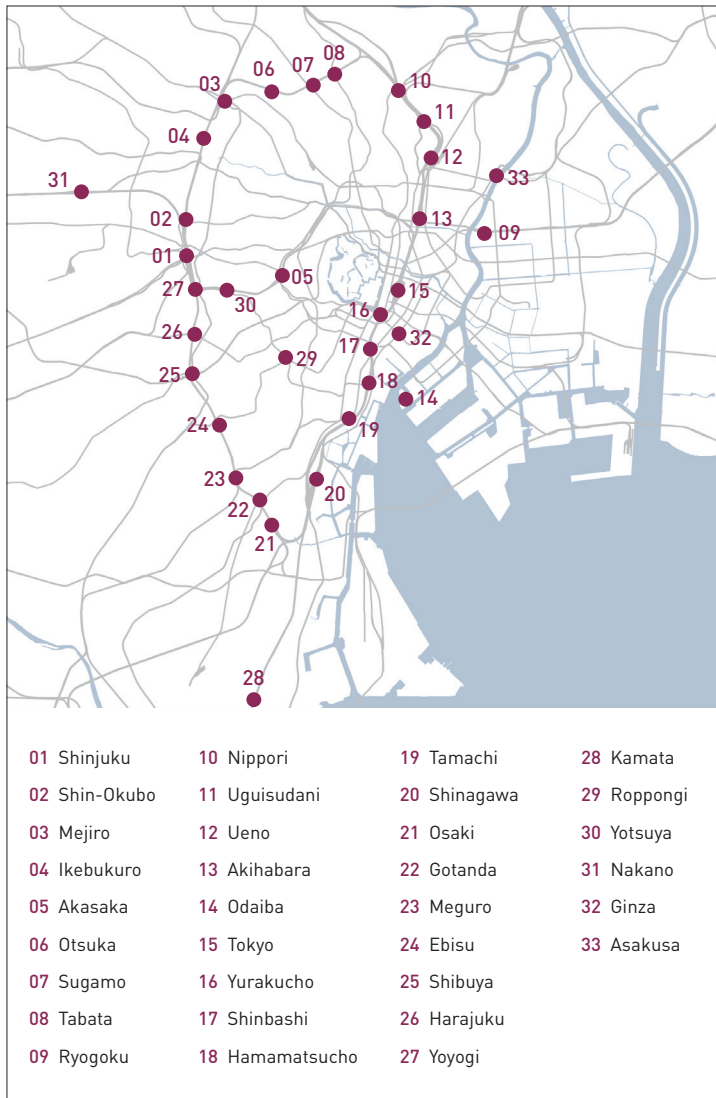 08
07
06
03
10
11
04
12
31
33
02
13
09
01
05
27
30
15
16
26
32
17
29
25
18
14
24
19
23
20
22
21
28
01 Shinjuku
02 Shin-Okubo
03 Mejiro
04 Ikebukuro
05 Akasaka
06 Otsuka
07 Sugamo
08 Tabata
09 Ryogoku
10 Nippori
11 Uguisudani
12 Ueno
13 Akihabara
14 Odaiba
15 Tokyo
16 Yurakucho
17 Shinbashi
18 Hamamatsucho
19 Tamachi
20 Shinagawa
21 Osaki
22 Gotanda
23 Meguro
24 Ebisu
25 Shibuya
26 Harajuku
27 Yoyogi
28 Kamata
29 Roppongi
30 Yotsuya
31 Nakano
32 Ginza
33 Asakusa